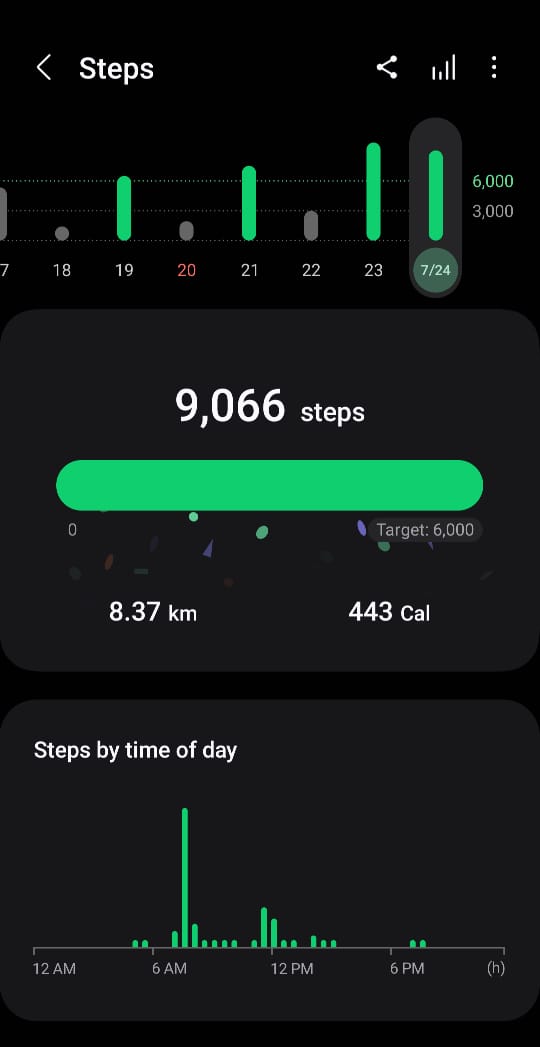 Steps
6,000
3,000
7 18 19 20 21 22 23 7/24
9,066 steps
0 Target: 6,000
8.37 km 443 Cal
Steps by time of day
12 AM 6 AM 12 PM 6 PM (h)